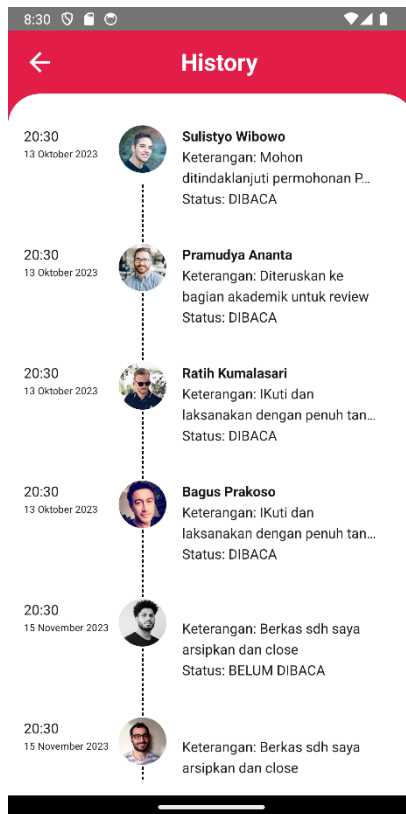 8:30
History
20:30
13 Oktober 2023
Sulistyo Wibowo
Keterangan: Mohon
ditindaklanjuti permohonan P...
Status: DIBACA
20:30
13 Oktober 2023
Pramudya Ananta
Keterangan: Diteruskan ke
bagian akademik untuk review
Status: DIBACA
20:30
13 Oktober 2023
Ratih Kumalasari
Keterangan: IKuti dan
laksanakan dengan penuh tan...
Status: DIBACA
20:30
13 Oktober 2023
Bagus Prakoso
Keterangan: IKuti dan
laksanakan dengan penuh tan...
Status: DIBACA
20:30
15 November 2023
Keterangan: Berkas sdh saya
arsipkan dan close
Status: BELUM DIBACA
20:30
15 November 2023
Keterangan: Berkas sdh saya
arsipkan dan close